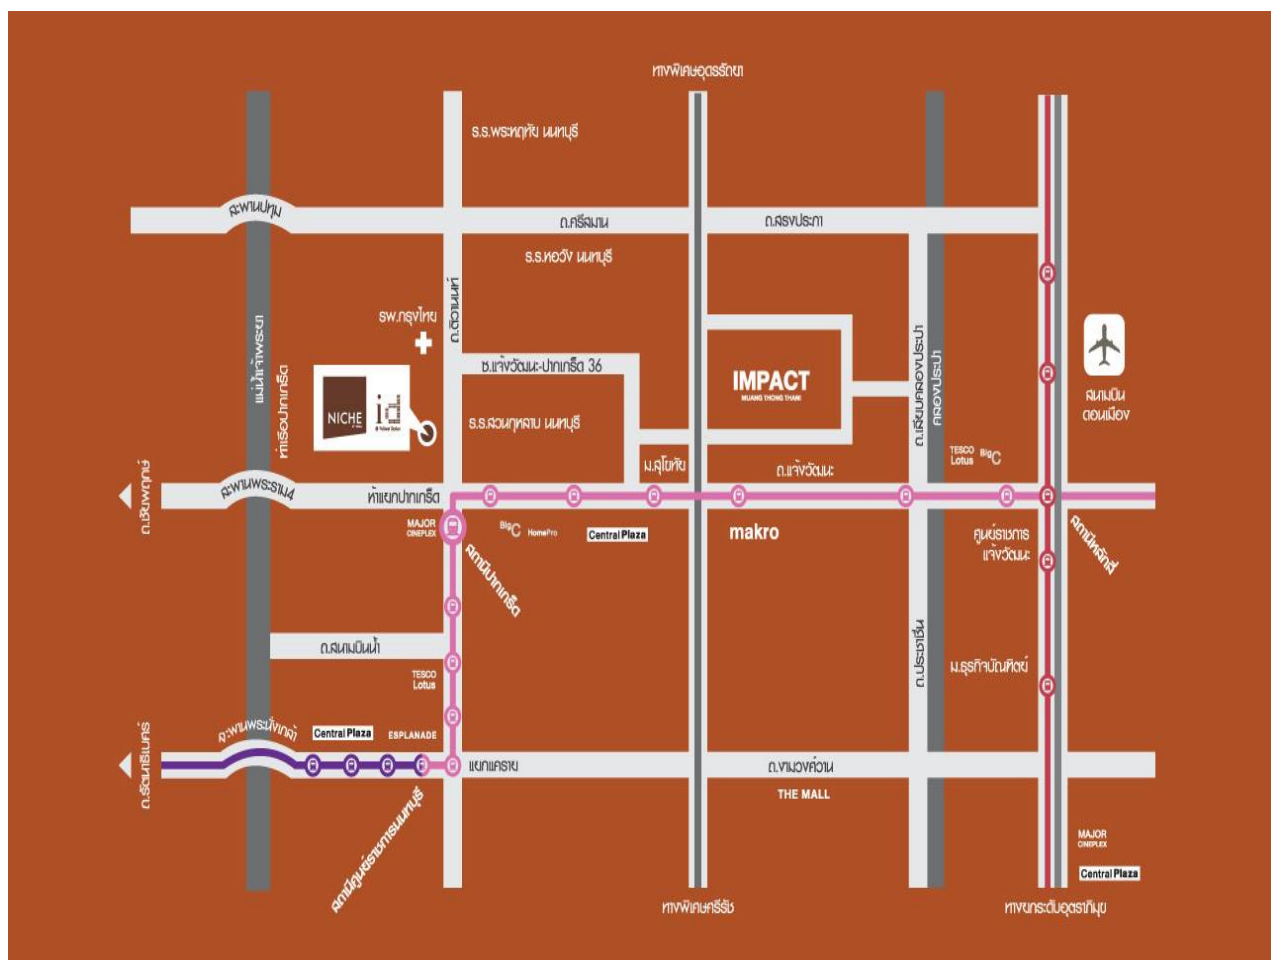 ทางพิเศษอุดรรัถยา
ร.ร.พระหฤทัย นนทบุรี
สะพานปทุม
ถ.ศรีสมาน
ถ.สรงประภา
ร.ร.หอวัง นนทบุรี
ถ.ติวานนท์
รพ.กรุงไทย
แม่น้ำเจ้าพระยา
ท่าเรือปากเกร็ด
ซ.แจ้งวัฒนะ-ปากเกร็ด 36
NICHE
id
IMPACT
MUANG THONG THANI
ถ.เลียบคลองประปา
คลองประปา
สนามบิน
ดอนเมือง
ร.ร.สวนกุหลาบ นนทบุรี
ม.สุโขทัย
ถ.แจ้งวัฒนะ
TESCO
Lotus
BigC
ถ.ชัยพฤกษ์
สะพานพระราม4
ห้าแยกปากเกร็ด
MAJOR
CINEPLEX
BigC
HomePro
Central Plaza
makro
ศูนย์ราชการ
แจ้งวัฒนะ
สถานีหลักสี่
สถานีปากเกร็ด
ถ.สนามบินน้ำ
ถ.ประชาชื่น
ม.ธุรกิจบัณฑิตย์
TESCO
Lotus
ถ.รัตนาธิเบศร์
สะพานพระนั่งเกล้า
Central Plaza
ESPLANADE
แยกแคราย
ถ.งามวงศ์วาน
THE MALL
สถานีศูนย์ราชการนนทบุรี
MAJOR
CINEPLEX
Central Plaza
ทางพิเศษศรีรัช
ทางยกระดับอุตราภิมุข